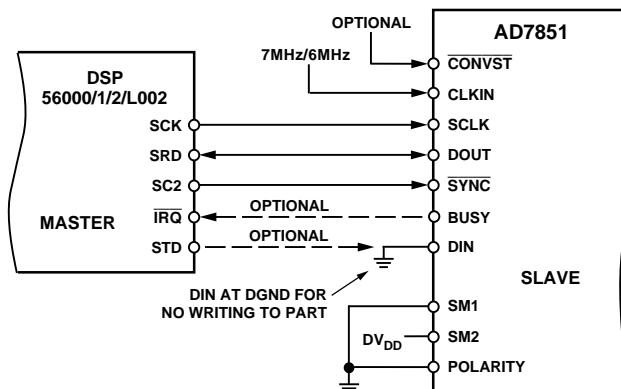 OPTIONAL
AD7851
7MHz/6MHz
DSP
56000/1/2/L002
CONVST
CLKIN
SCK
SCLK
SRD
DOUT
SC2
SYNC
MASTER
IRQ
OPTIONAL
BUSY
STD
OPTIONAL
DIN
DIN AT DGND FOR
NO WRITING TO PART
SLAVE
SM1
DVDD
SM2
POLARITY